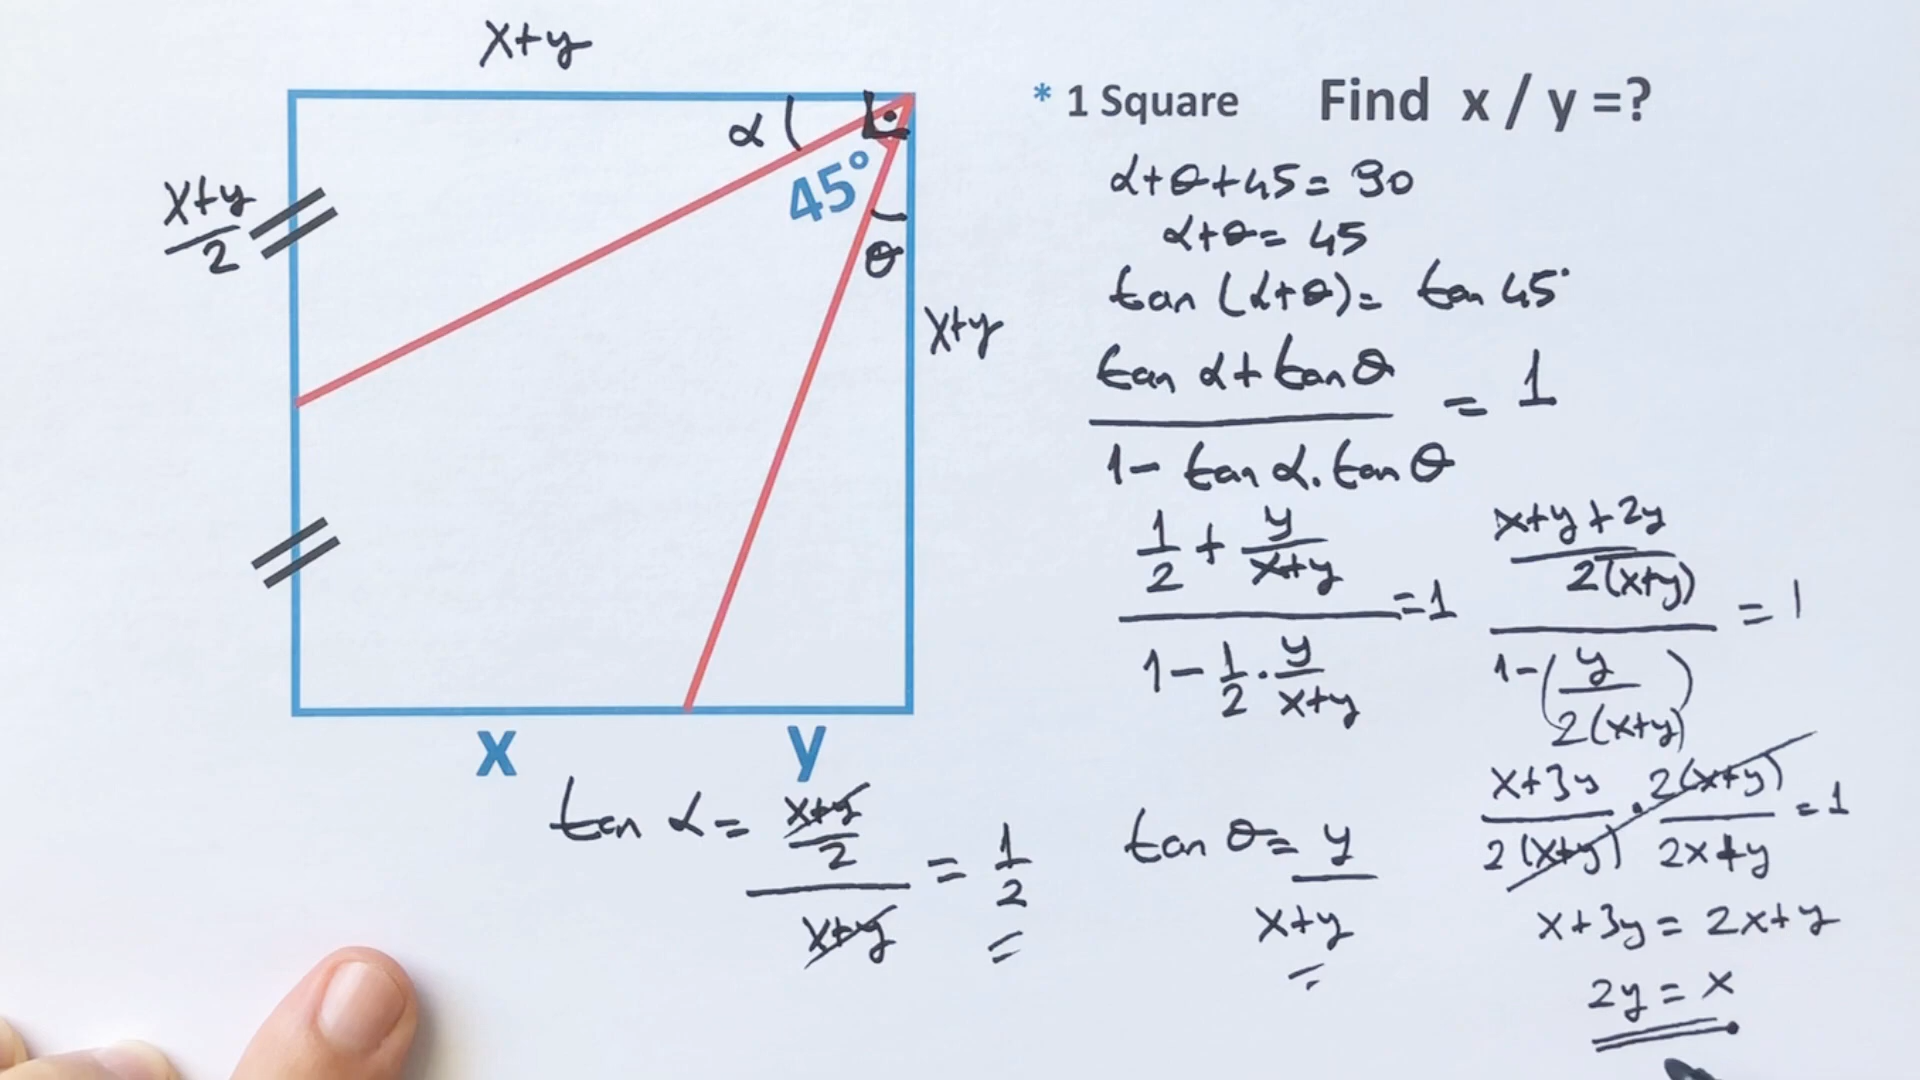 x+y
* 1 Square Find x / y =?
α
45°
θ
x+y
x+y/2
x
y
tan α = (x+y)/2 / x+y = 1/2
tan θ = y / x+y
α+θ+45 = 90
α+θ = 45
tan (α+θ) = tan 45°
tan α + tan θ / 1 - tan α . tan θ = 1
1/2 + y/x+y / 1 - 1/2 . y/x+y = 1
x+y+2y / 2(x+y) / 1-(y / 2(x+y)) = 1
x+3y / 2(x+y) . 2(x+y) / 2x+y = 1
x+3y = 2x+y
2y = x